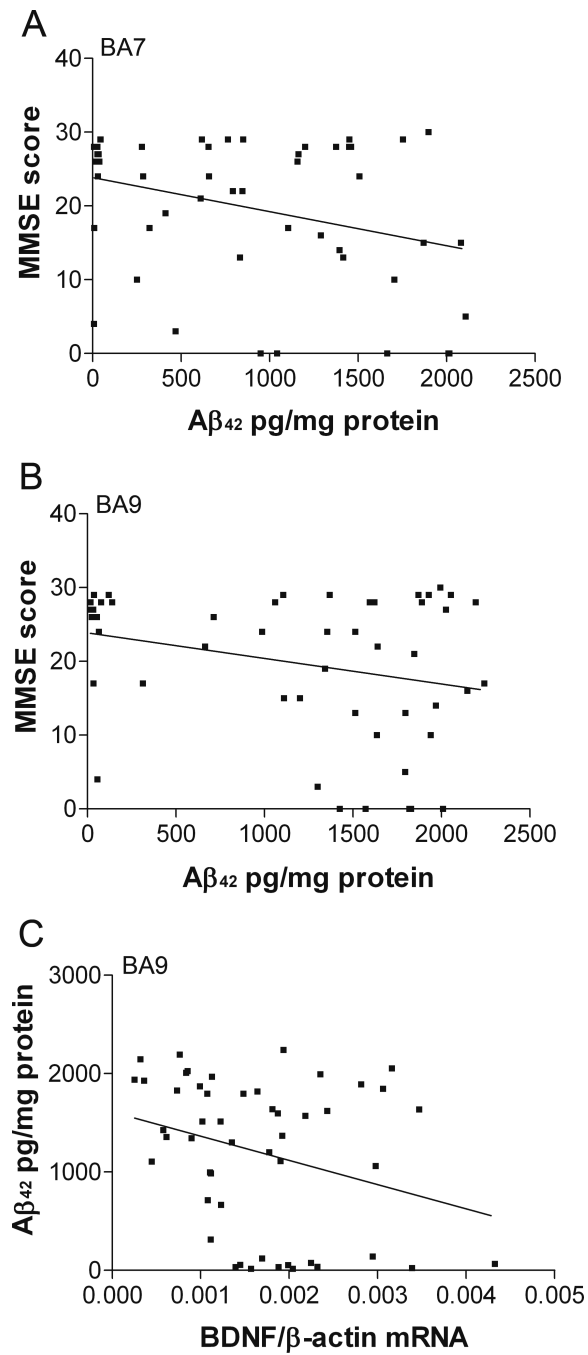 A
BA7
40
30
20
10
0
MMSE score
0 500 1000 1500 2000 2500
Aβ42 pg/mg protein
B
BA9
40
30
20
10
0
MMSE score
0 500 1000 1500 2000 2500
Aβ42 pg/mg protein
C
BA9
3000
2000
1000
0
Aβ42 pg/mg protein
0.000 0.001 0.002 0.003 0.004 0.005
BDNF/β-actin mRNA